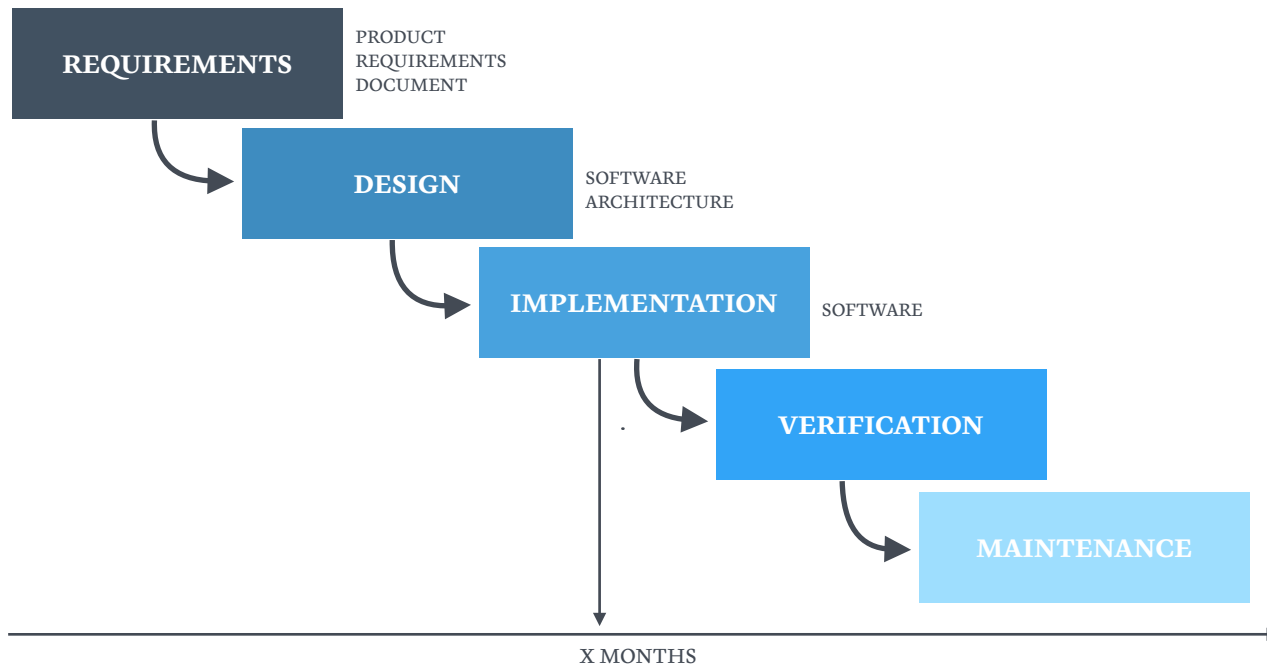 REQUIREMENTS
PRODUCT
REQUIREMENTS
DOCUMENT
DESIGN
SOFTWARE
ARCHITECTURE
IMPLEMENTATION
SOFTWARE
.
VERIFICATION
MAINTENANCE
X MONTHS